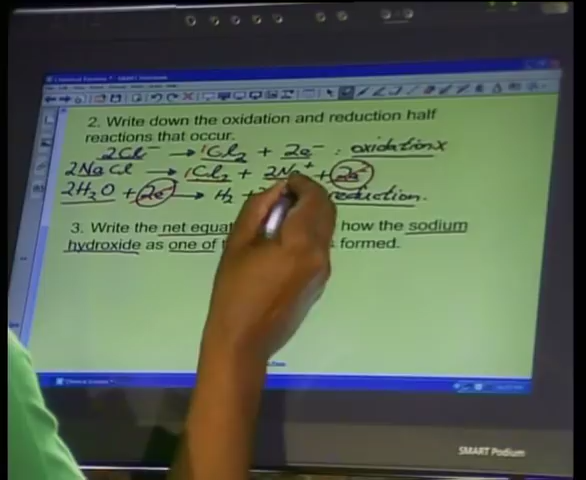 2. Write down the oxidation and reduction half
reactions that occur.
2Cl⁻ → 1Cl₂ + 2e⁻ : oxidation x
2NaCl → 1Cl₂ + 2Na⁺ + 2e⁻
2H₂O + 2e⁻ → H₂ + reduction.
3. Write the net how the sodium
hydroxide as one of formed.
SMART Podium